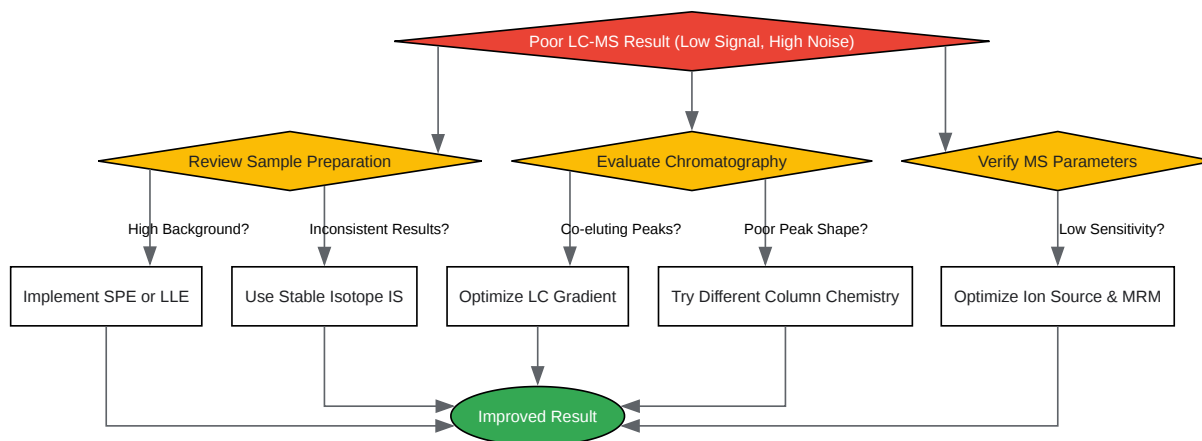 Poor LC-MS Result (Low Signal, High Noise)
Review Sample Preparation
Evaluate Chromatography
Verify MS Parameters
High Background?
Inconsistent Results?
Co-eluting Peaks?
Poor Peak Shape?
Low Sensitivity?
Implement SPE or LLE
Use Stable Isotope IS
Optimize LC Gradient
Try Different Column Chemistry
Optimize Ion Source & MRM
Improved Result